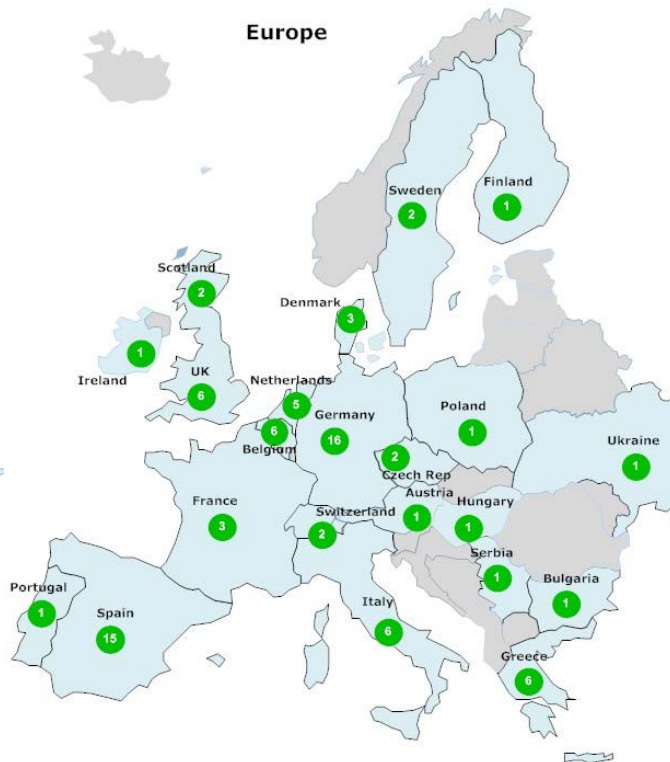 Europe
Sweden
2
Finland
1
Scotland
2
Denmark
3
Ireland
1
UK
6
Netherlands
5
Belgium
6
Germany
16
Poland
1
Czech Rep
2
Ukraine
1
France
3
Switzerland
2
Austria
1
Hungary
1
Serbia
1
Bulgaria
1
Portugal
1
Spain
15
Italy
6
Greece
6